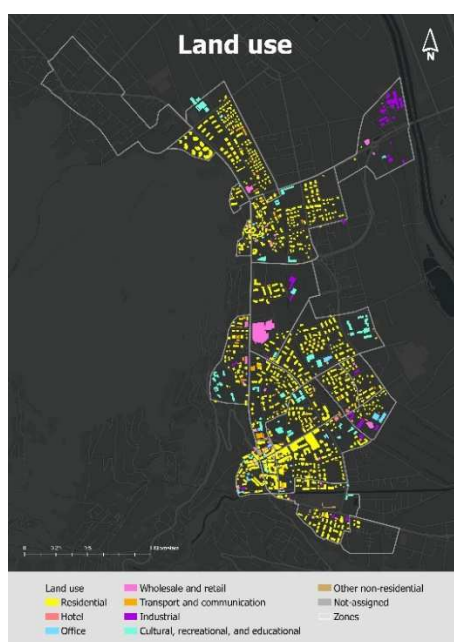 Land use
N
Land use
Residential
Hotel
Office
Wholesale and retail
Transport and communication
Industrial
Cultural, recreational, and educational
Other non-residential
Not-assigned
Zones